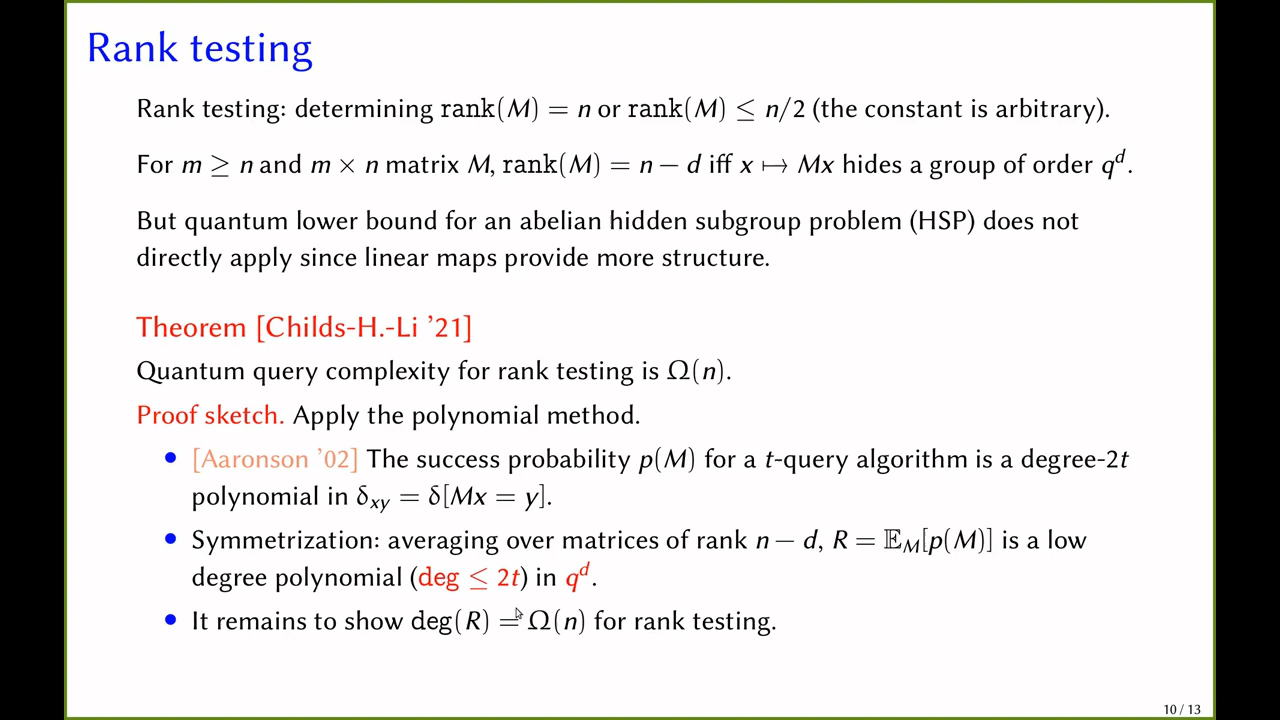 Rank testing
Rank testing: determining rank(M) = n or rank(M) ≤ n/2 (the constant is arbitrary).
For m ≥ n and m × n matrix M, rank(M) = n − d iff x ↦ Mx hides a group of order q^d.
But quantum lower bound for an abelian hidden subgroup problem (HSP) does not
directly apply since linear maps provide more structure.
Theorem [Childs-H.-Li ’21]
Quantum query complexity for rank testing is Ω(n).
Proof sketch. Apply the polynomial method.
• [Aaronson ’02] The success probability p(M) for a t-query algorithm is a degree-2t
polynomial in δ_xy = δ[Mx = y].
• Symmetrization: averaging over matrices of rank n − d, R = 𝔼_M[p(M)] is a low
degree polynomial (deg ≤ 2t) in q^d.
• It remains to show deg(R) = Ω(n) for rank testing.
10 / 13